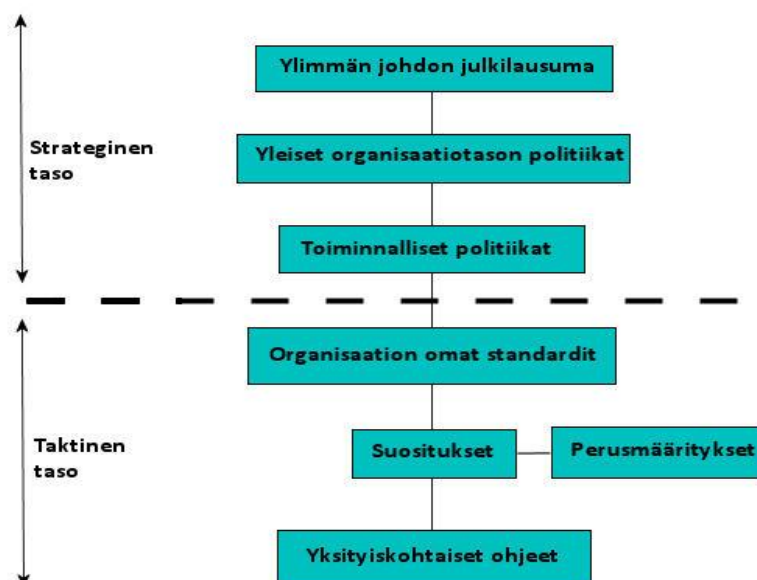 Ylimmän johdon julkilausuma
Yleiset organisaatiotason politiikat
Strateginen
taso
Toiminnalliset politiikat
Organisaation omat standardit
Taktinen
taso
Suositukset
Perusmääritykset
Yksityiskohtaiset ohjeet